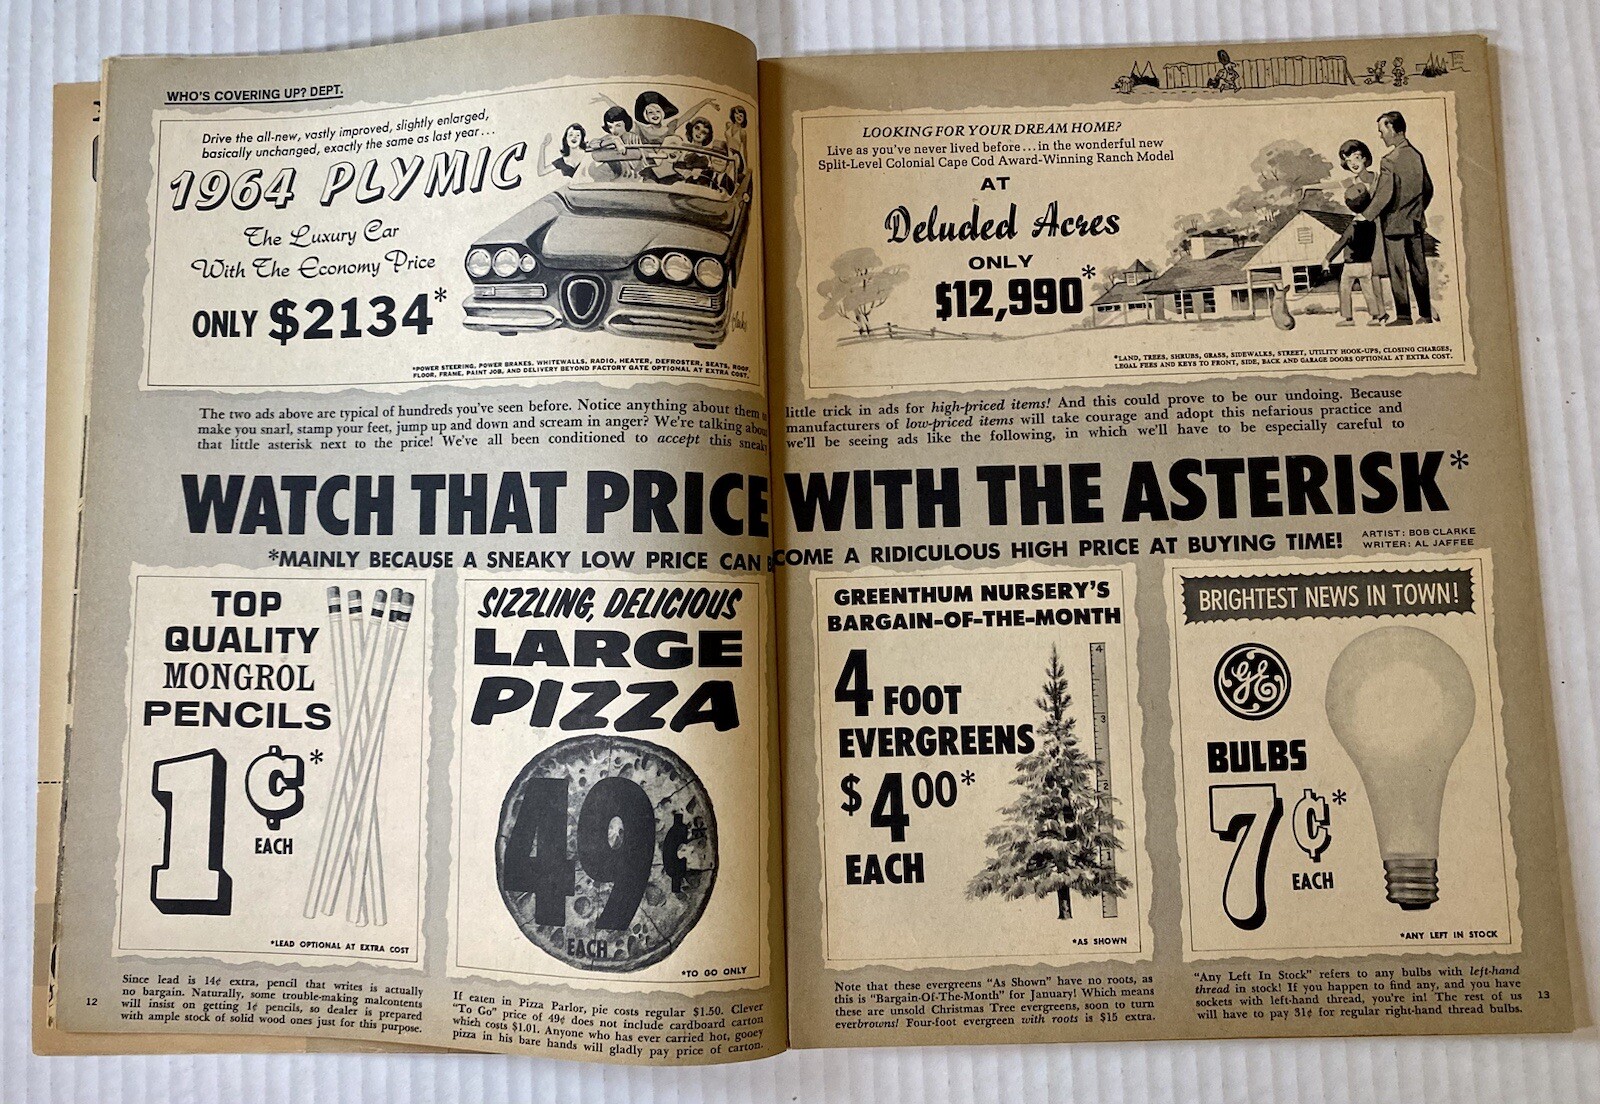 WHO'S COVERING UP? DEPT.
Drive the all-new, vastly improved, slightly enlarged,
basically unchanged, exactly the same as last year...
1964 PLYMIC
The Luxury Car
With The Economy Price
ONLY $2134*
*POWER STEERING, POWER BRAKES, WHITEWALLS, RADIO, HEATER, DEFROSTER, SEATS, ROOF,
FLOOR, FRAME, PAINT JOB, AND DELIVERY BEYOND FACTORY GATE OPTIONAL AT EXTRA COST.
LOOKING FOR YOUR DREAM HOME?
Live as you've never lived before...in the wonderful new
Split-Level Colonial Cape Cod Award-Winning Ranch Model
AT
Deluded Acres
ONLY
$12,990*
*LAND, TREES, SHRUBS, GRASS, SIDEWALKS, STREET, UTILITY HOOK-UPS, CLOSING CHARGES,
LEGAL FEES AND KEYS TO FRONT, SIDE, BACK AND GARAGE DOORS OPTIONAL AT EXTRA COST.
The two ads above are typical of hundreds you've seen before. Notice anything about them
make you snarl, stamp your feet, jump up and down and scream in anger? We're talking about
that little asterisk next to the price! We've all been conditioned to accept this sneaky
little trick in ads for high-priced items! And this could prove to be our undoing. Because
manufacturers of low-priced items will take courage and adopt this nefarious practice and
we'll be seeing ads like the following, in which we'll have to be especially careful to
WATCH THAT PRICE WITH THE ASTERISK*
*MAINLY BECAUSE A SNEAKY LOW PRICE CAN BECOME A RIDICULOUS HIGH PRICE AT BUYING TIME!
ARTIST: BOB CLARKE
WRITER: AL JAFFEE
TOP
QUALITY
MONGROL
PENCILS
1¢*
EACH
*LEAD OPTIONAL AT EXTRA COST
Since lead is 14¢ extra, pencil that writes is actually
no bargain. Naturally, some trouble-making malcontents
will insist on getting 1¢ pencils, so dealer is prepared
with ample stock of solid wood ones just for this purpose.
12
SIZZLING, DELICIOUS
LARGE
PIZZA
49¢*
EACH
*TO GO ONLY
If eaten in Pizza Parlor, pie costs regular $1.50. Clever
"To Go" price of 49¢ does not include cardboard carton
which costs $1.01. Anyone who has ever carried hot, gooey
pizza in his bare hands will gladly pay price of carton.
GREENTHUM NURSERY'S
BARGAIN-OF-THE-MONTH
4 FOOT
EVERGREENS
$4.00*
EACH
4
3
2
1
*AS SHOWN
Note that these evergreens "As Shown" have no roots, as
this is "Bargain-Of-The-Month" for January! Which means
these are unsold Christmas Tree evergreens, soon to turn
everbrowns! Four-foot evergreen with roots is $15 extra.
BRIGHTEST NEWS IN TOWN!
GE
BULBS
7¢*
EACH
*ANY LEFT IN STOCK
"Any Left In Stock" refers to any bulbs with left-hand
thread in stock! If you happen to find any, and you have
sockets with left-hand thread, you're in! The rest of us
will have to pay 31¢ for regular right-hand thread bulbs.
13